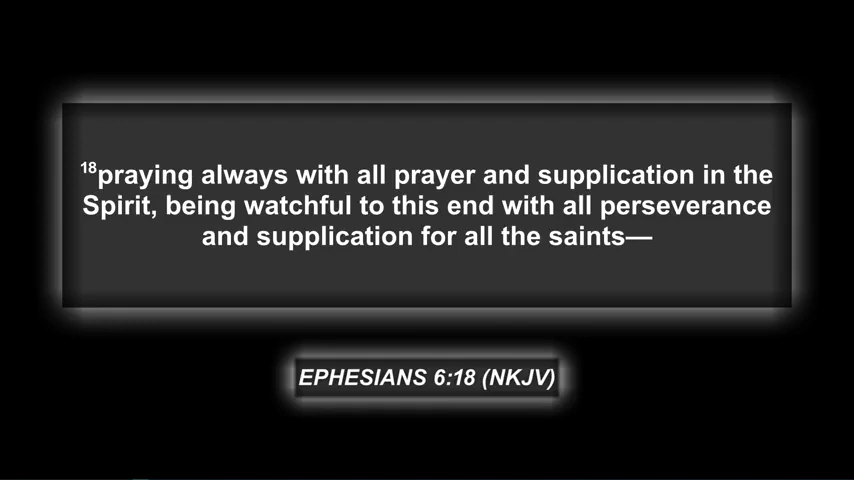 18praying always with all prayer and supplication in the
Spirit, being watchful to this end with all perseverance
and supplication for all the saints—
EPHESIANS 6:18 (NKJV)